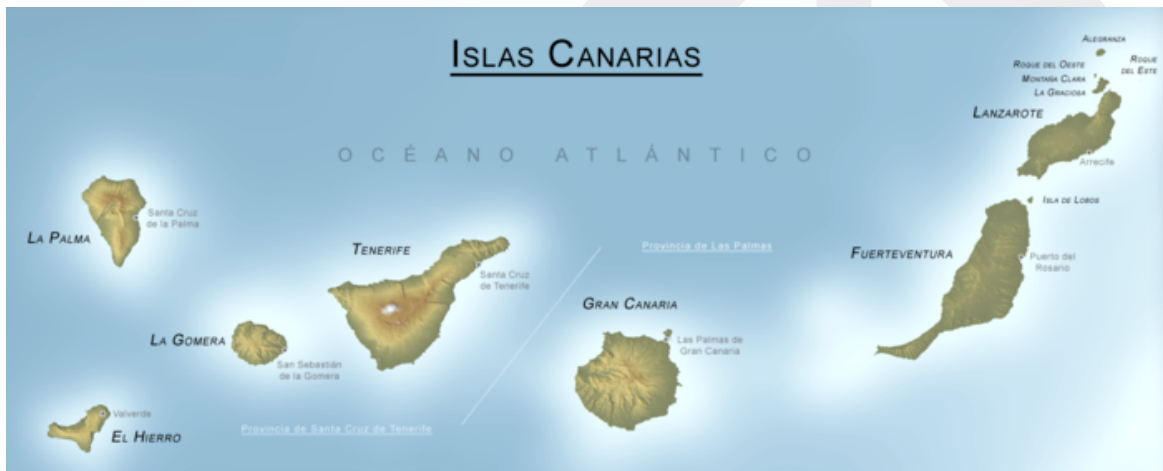 ISLAS CANARIAS
ALEGRANZA
ROQUE DEL OESTE
ROQUE
DEL ESTE
MONTAÑA CLARA
LA GRACIOSA
LANZAROTE
OCÉANO ATLÁNTICO
Arrecife
ISLA DE LOBOS
Santa Cruz
de la Palma
LA PALMA
TENERIFE
Provincia de Las Palmas
FUERTEVENTURA
Puerto del
Rosario
Santa Cruz
de Tenerife
GRAN CANARIA
LA GOMERA
Las Palmas de
Gran Canaria
San Sebastián
de la Gomera
Valverde
EL HIERRO
Provincia de Santa Cruz de Tenerife